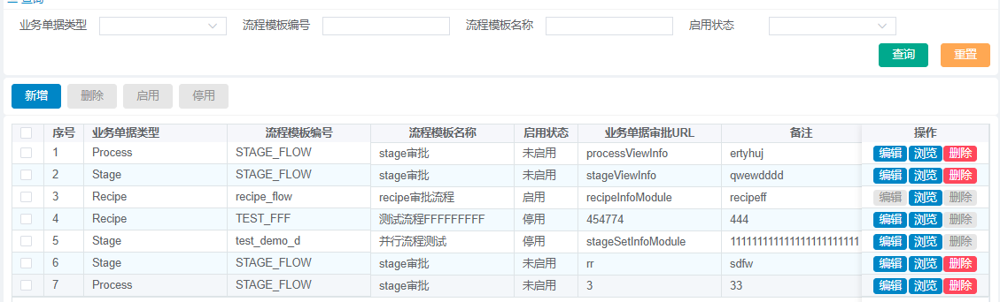 查询
业务单据类型 流程模板编号 流程模板名称 启用状态
查询 重置
新增 删除 启用 停用
序号 业务单据类型 流程模板编号 流程模板名称 启用状态 业务单据审批URL 备注 操作
1 Process STAGE_FLOW stage审批 未启用 processViewInfo ertyhuj 编辑 浏览 删除
2 Stage STAGE_FLOW stage审批 未启用 stageViewInfo qwewdddd 编辑 浏览 删除
3 Recipe recipe_flow recipe审批流程 启用 recipeInfoModule recipeff 编辑 浏览 删除
4 Recipe TEST_FFF 测试流程FFFFFFFFF 停用 454774 444 编辑 浏览 删除
5 Stage test_demo_d 并行流程测试 停用 stageSetInfoModule 编辑 浏览 删除
6 Stage STAGE_FLOW stage审批 未启用 rr sdfw 编辑 浏览 删除
7 Process STAGE_FLOW stage审批 未启用 3 33 编辑 浏览 删除